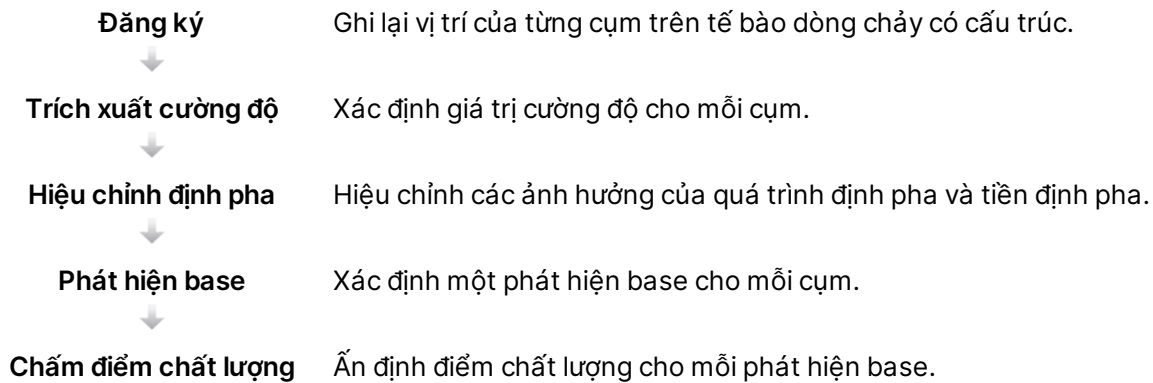 Đăng ký Ghi lại vị trí của từng cụm trên tế bào dòng chảy có cấu trúc.
Trích xuất cường độ Xác định giá trị cường độ cho mỗi cụm.
Hiệu chỉnh định pha Hiệu chỉnh các ảnh hưởng của quá trình định pha và tiền định pha.
Phát hiện base Xác định một phát hiện base cho mỗi cụm.
Chấm điểm chất lượng Ấn định điểm chất lượng cho mỗi phát hiện base.